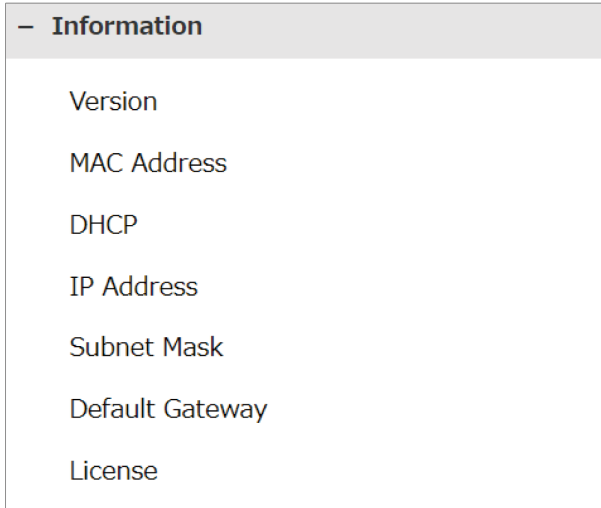 – Information
Version
MAC Address
DHCP
IP Address
Subnet Mask
Default Gateway
License